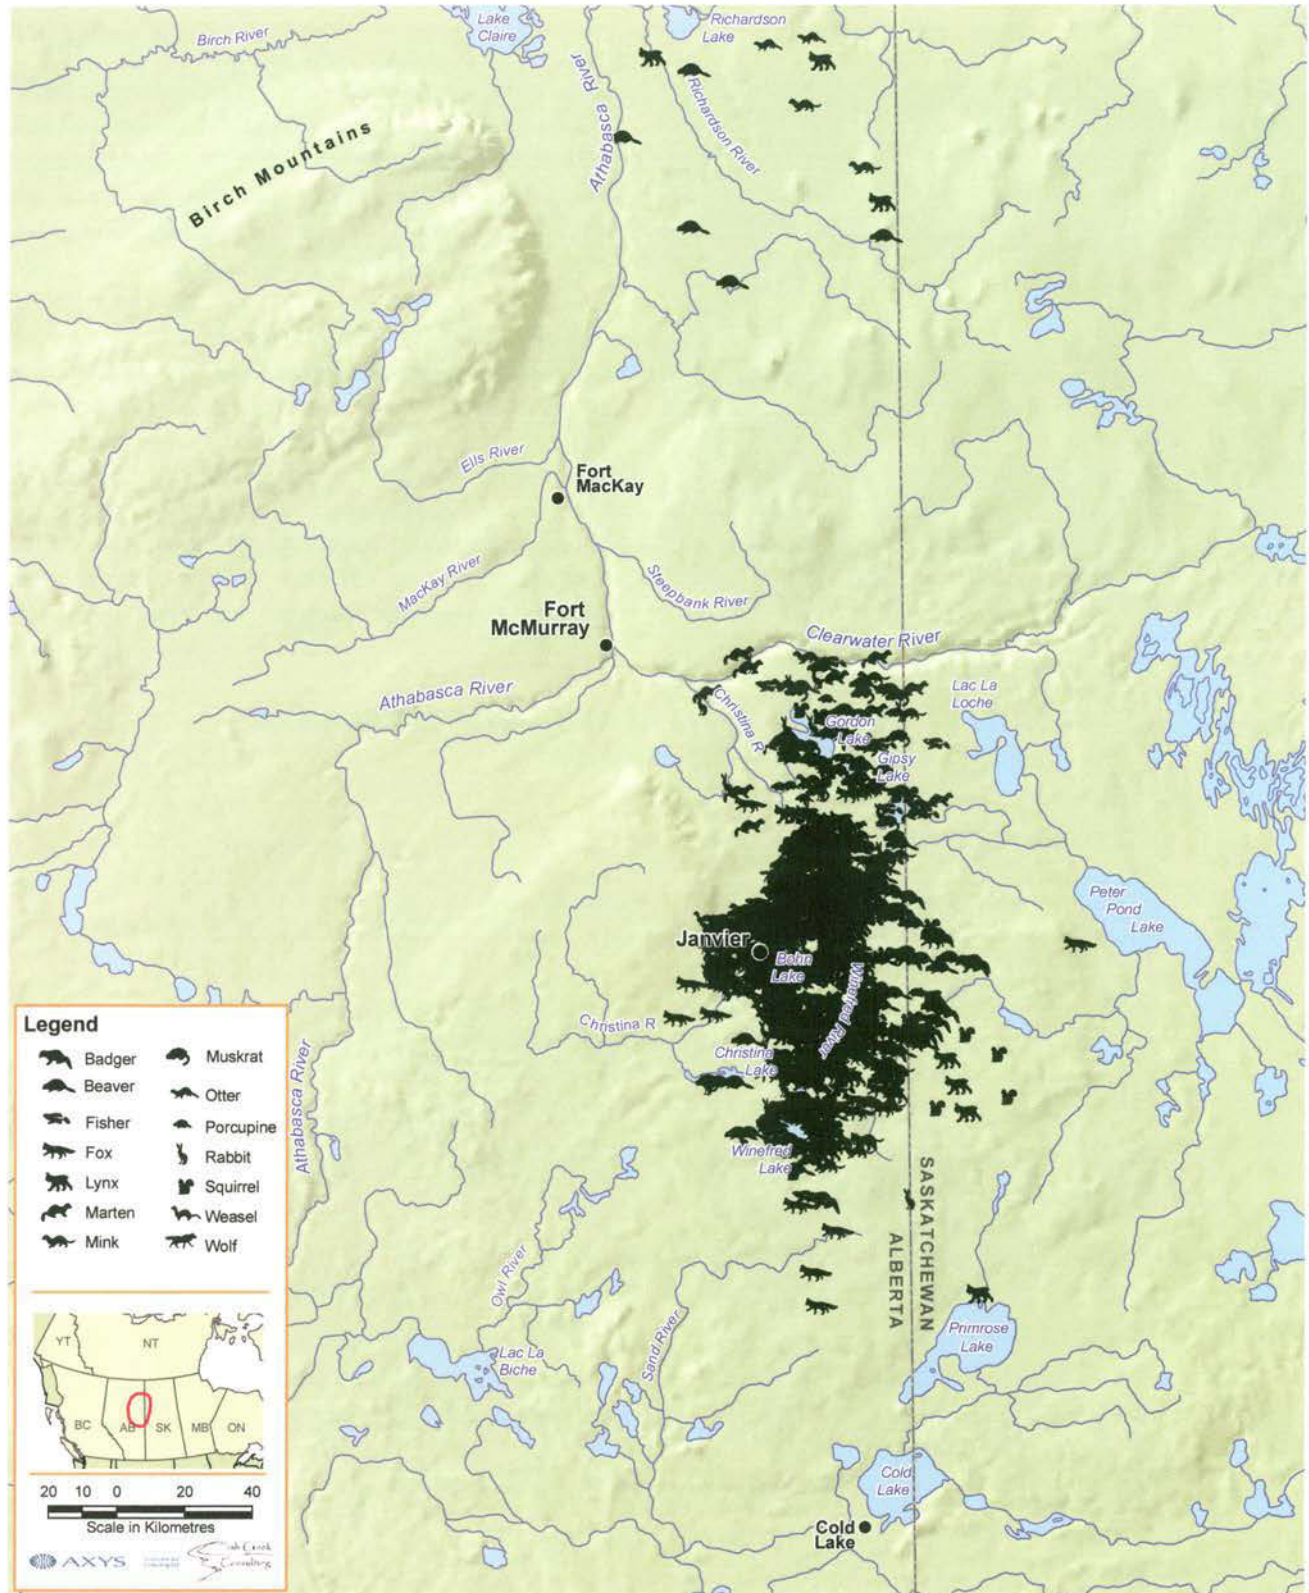 Lake
Claire
Richardson
Lake
Birch River
Athabasca River
Richardson River
Birch Mountains
Ells River
Fort
MacKay
MacKay River
Steepbank River
Fort
McMurray
Clearwater River
Athabasca River
Christina R
Lac La
Loche
Gordon
Lake
Gipsy
Lake
Peter
Pond
Lake
Janvier
Bohn
Lake
Winefred River
Christina R
Christina
Lake
Athabasca River
Winefred
Lake
SASKATCHEWAN
ALBERTA
Owl River
Sand River
Primrose
Lake
Lac La
Biche
Cold
Lake
Cold
Lake
Legend
Badger
Beaver
Fisher
Fox
Lynx
Marten
Mink
Muskrat
Otter
Porcupine
Rabbit
Squirrel
Weasel
Wolf
YT
NT
BC
AB
SK
MB
ON
20 10 0 20 40
Scale in Kilometres
AXYS
Consulting